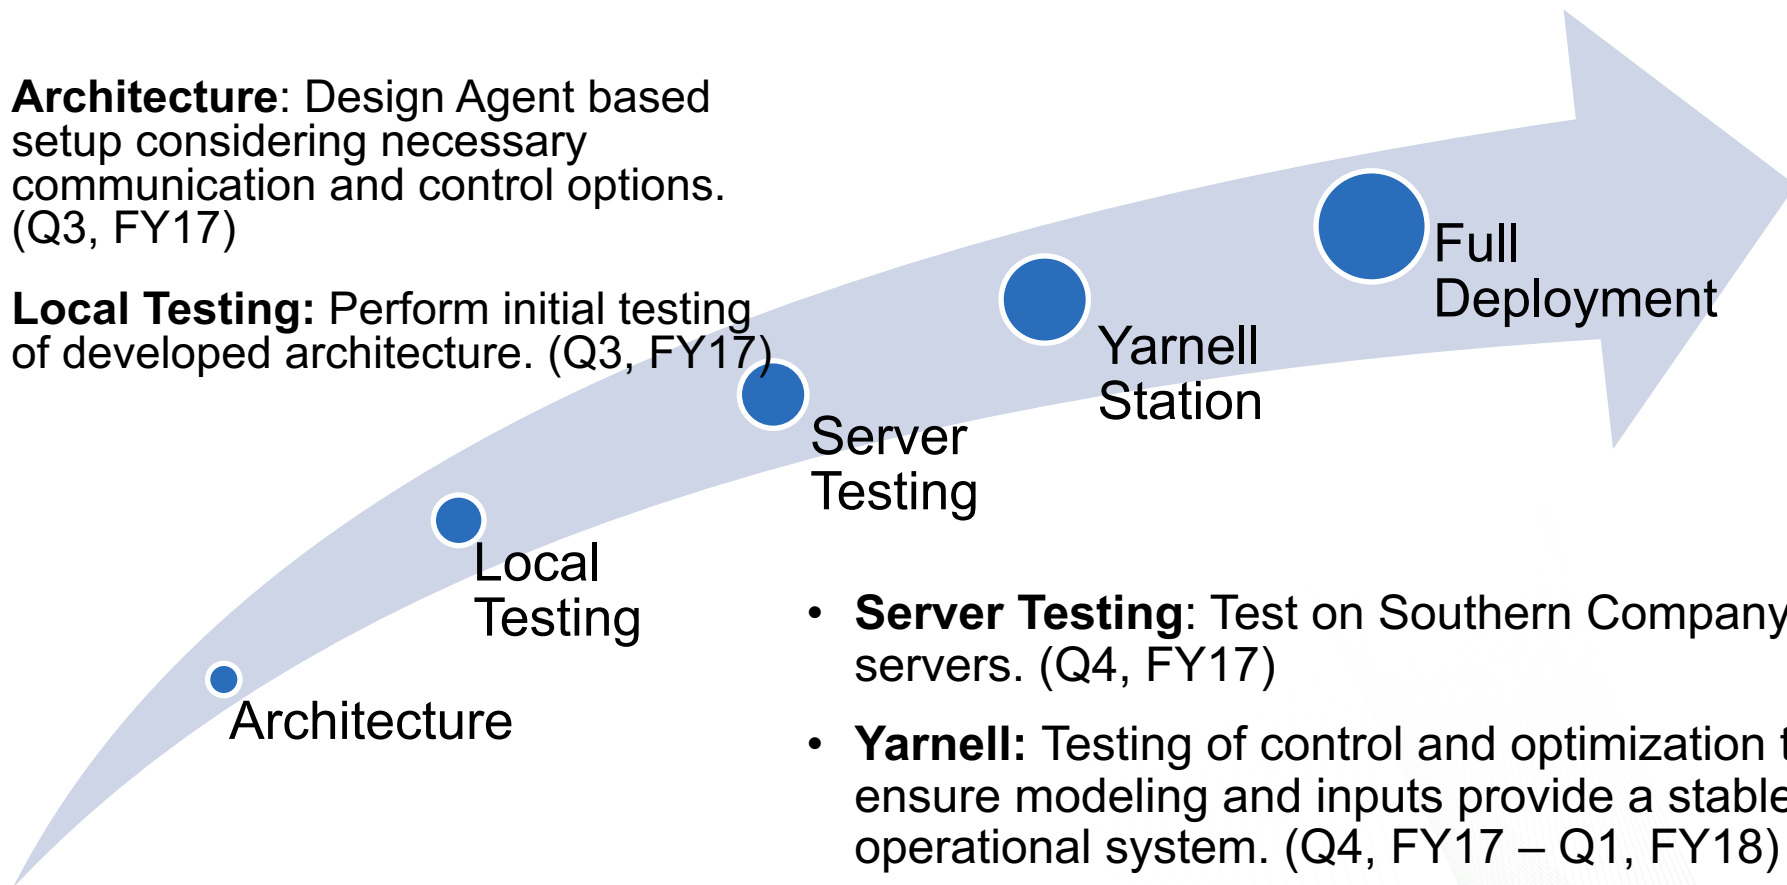 Architecture: Design Agent based
setup considering necessary
communication and control options.
(Q3, FY17)
Local Testing: Perform initial testing
of developed architecture. (Q3, FY17)
Full
Deployment
Yarnell
Station
Server
Testing
Local
Testing
Architecture
• Server Testing: Test on Southern Company
servers. (Q4, FY17)
• Yarnell: Testing of control and optimization
ensure modeling and inputs provide a stable
operational system. (Q4, FY17 – Q1, FY18)